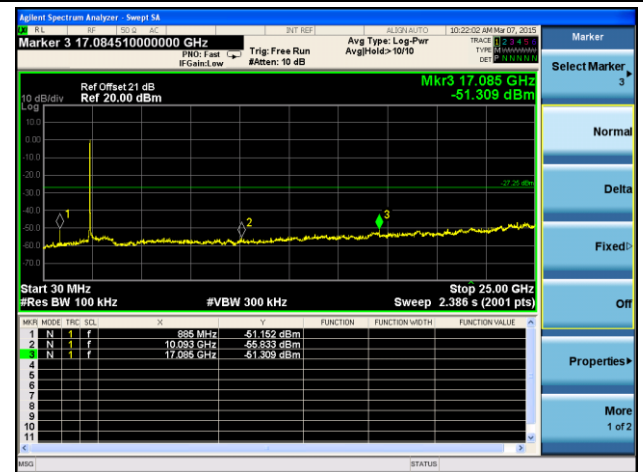 Agilent Spectrum Analyzer - Swept SA
RL RF 50 Ω AC INT REF ALIGN AUTO 10:22:02 AM Mar 07, 2015
Marker 3 17.084510000000 GHz
PNO: Fast
IFGain:Low
Trig: Free Run
#Atten: 10 dB
Avg Type: Log-Pwr
Avg|Hold:>10/10
TRACE 1 2 3 4 5 6
TYPE MWWWWW
DET P N N N N N
Ref Offset 21 dB
10 dB/div Ref 20.00 dBm
Log
Mkr3 17.085 GHz
-51.309 dBm
10.0
0.00
-10.0
-20.0
-27.25 dBm
-30.0
-40.0
-50.0
-60.0
-70.0
1
2
3
Start 30 MHz Stop 25.00 GHz
#Res BW 100 kHz #VBW 300 kHz Sweep 2.386 s (2001 pts)
MKR MODE TRC SCL X Y FUNCTION FUNCTION WIDTH FUNCTION VALUE
1 N 1 f 885 MHz -51.152 dBm
2 N 1 f 10.093 GHz -55.833 dBm
3 N 1 f 17.085 GHz -51.309 dBm
4
5
6
7
8
9
10
11
MSG STATUS
Marker
Select Marker
3
Normal
Delta
Fixed
Off
Properties
More
1 of 2